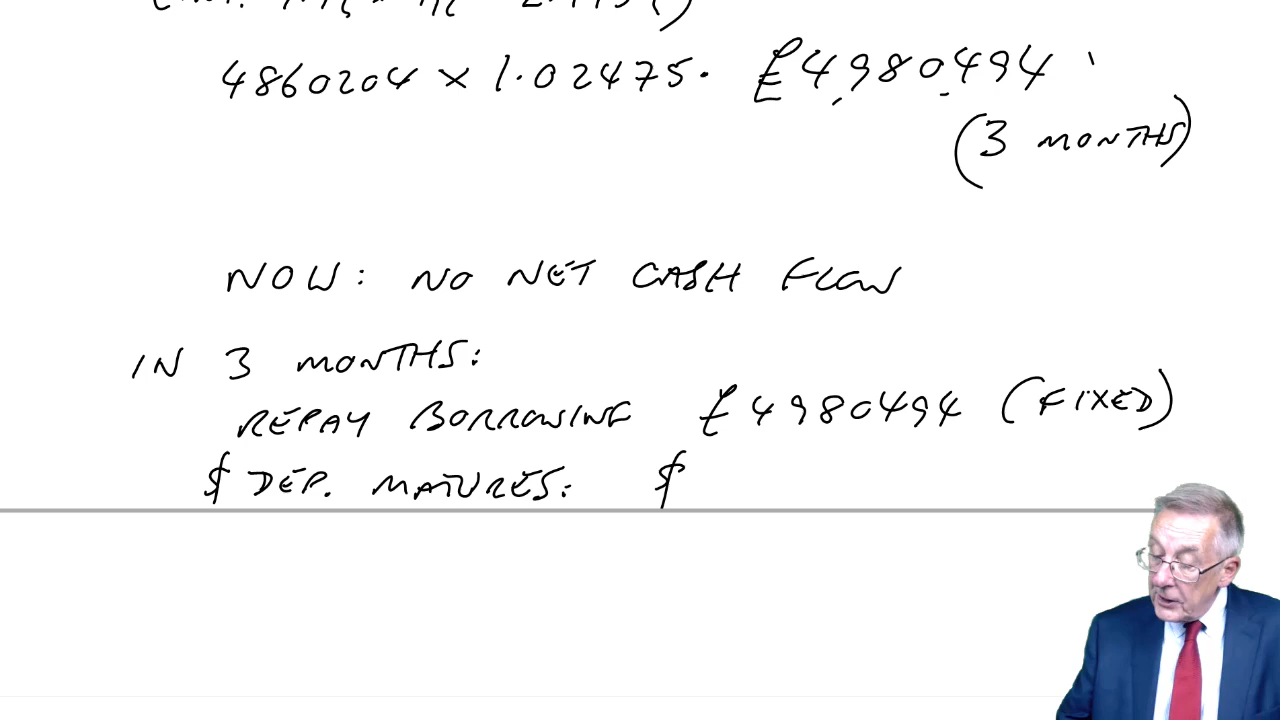 4860204 × 1.02475. £4,980,494
(3 MONTHS)
NOW: NO NET CASH FLOW
IN 3 MONTHS:
REPAY BORROWING £4980494 (FIXED)
$ DEP. MATURES: $